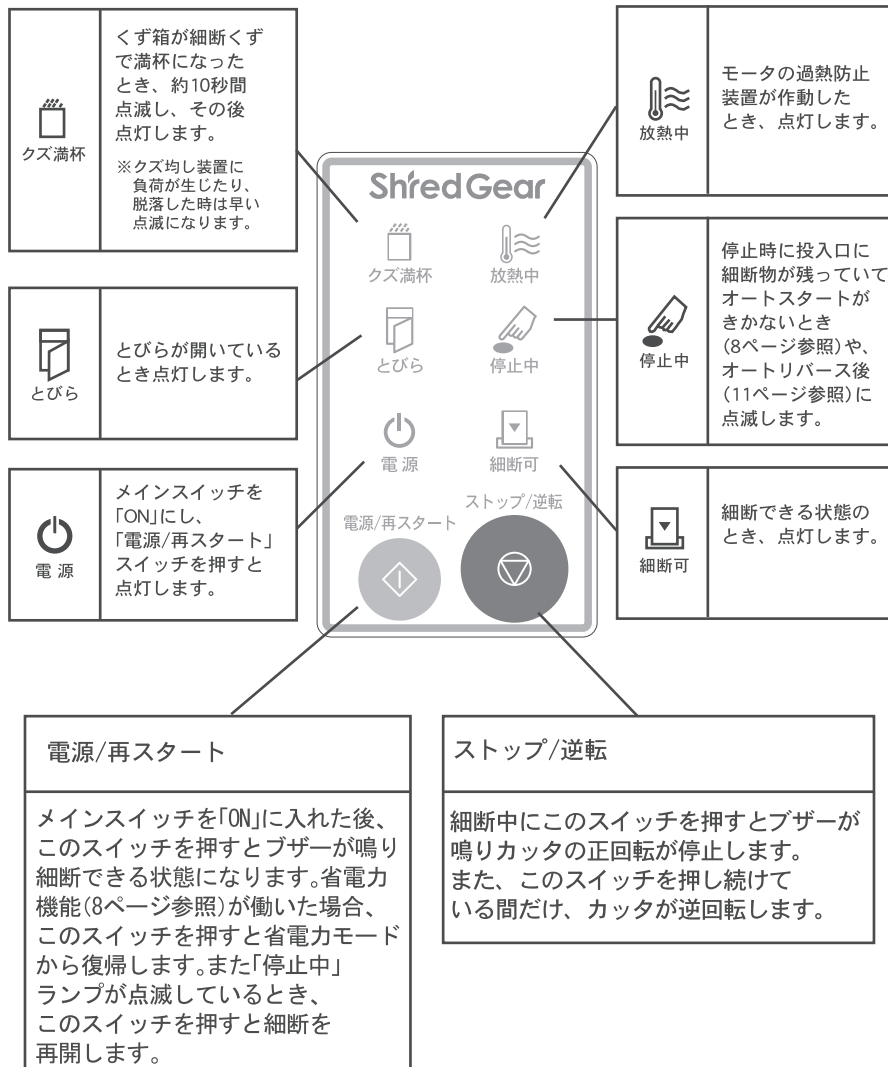 くず箱が細断くず
で満杯になった
とき、約10秒間
点滅し、その後
点灯します。
※クズ均し装置に
負荷が生じたり、
脱落した時は早い
点滅になります。
クズ満杯
とびらが開いている
とき点灯します。
とびら
メインスイッチを
「ON」にし、
「電源/再スタート」
スイッチを押すと
点灯します。
電 源
ShredGear
クズ満杯
放熱中
とびら
停止中
電 源
細断可
電源/再スタート
ストップ/逆転
モータの過熱防止
装置が作動した
とき、点灯します。
放熱中
停止時に投入口に
細断物が残っていて
オートスタートが
きかないとき
(8ページ参照)や、
オートリバース後
(11ページ参照)に
点滅します。
停止中
細断できる状態の
とき、点灯します。
細断可
電源/再スタート
メインスイッチを「ON」に入れた後、
このスイッチを押すとブザーが鳴り
細断できる状態になります。省電力
機能(8ページ参照)が働いた場合、
このスイッチを押すと省電力モード
から復帰します。また「停止中」
ランプが点滅しているとき、
このスイッチを押すと細断を
再開します。
ストップ/逆転
細断中にこのスイッチを押すとブザーが
鳴りカッタの正回転が停止します。
また、このスイッチを押し続けて
いる間だけ、カッタが逆回転します。